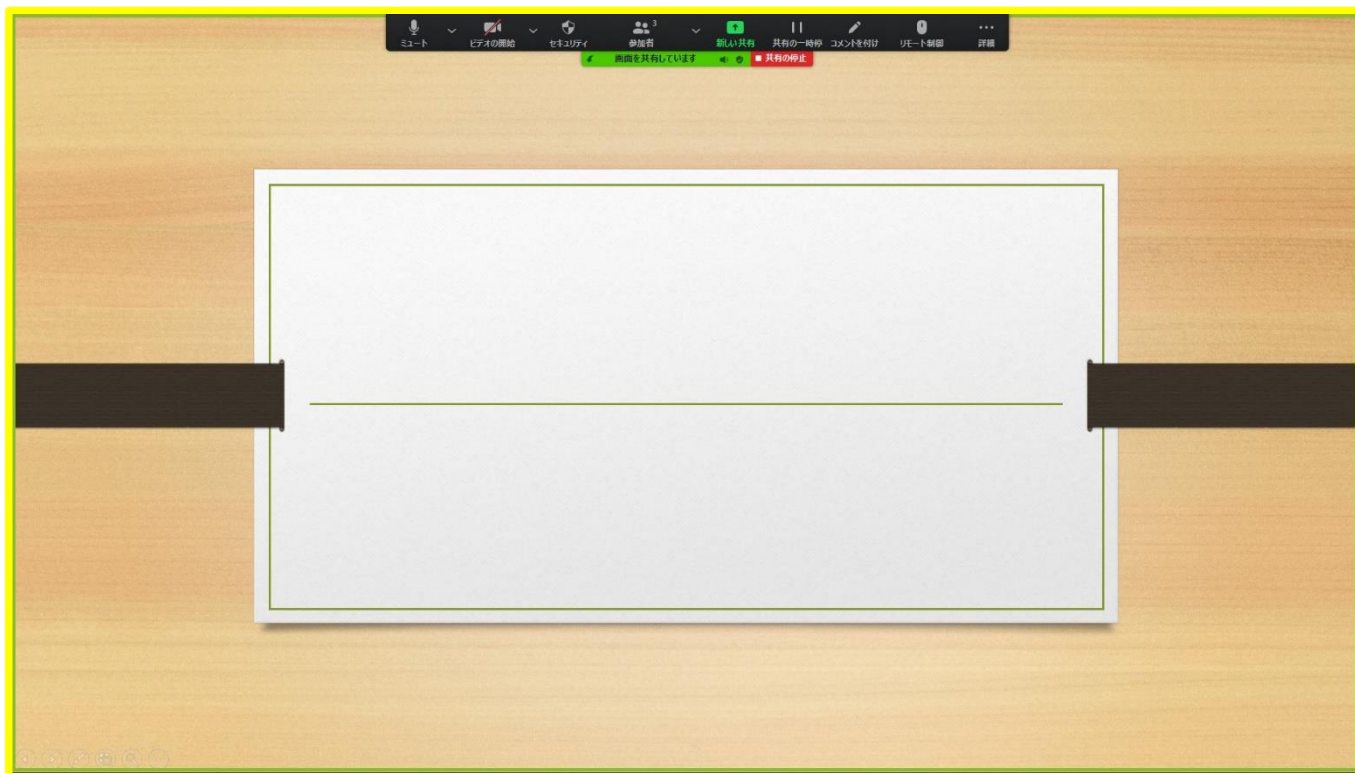 ミュート ビデオの開始 セキュリティ 参加者 3 新しい共有 共有の一時停 コメントを付け リモート制御 詳細
画面を共有しています 共有の停止